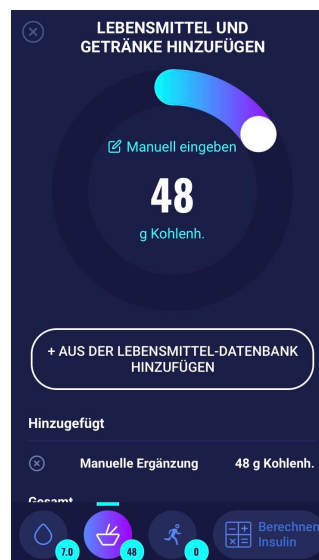 LEBENSMITTEL UND
GETRÄNKE HINZUFÜGEN
Manuell eingeben
48
g Kohlenh.
+ AUS DER LEBENSMITTEL-DATENBANK
HINZUFÜGEN
Hinzugefügt
Manuelle Ergänzung 48 g Kohlenh.
Gesamt
7.0 48 0 Berechnen
Insulin